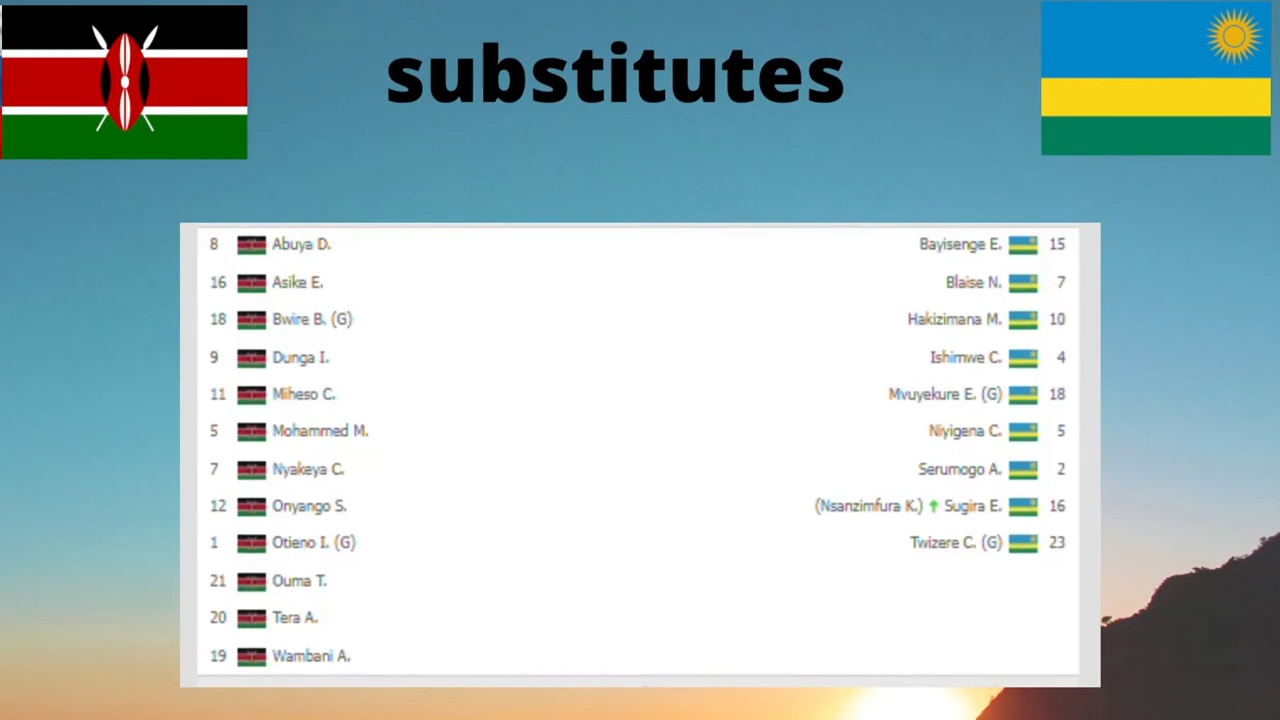 substitutes
8 Abuya D. Bayisenge E. 15
16 Asike E. Blaise N. 7
18 Bwire B. (G) Hakizimana M. 10
9 Dunga I. Ishimwe C. 4
11 Miheso C. Mvuyekure E. (G) 18
5 Mohammed M. Niyigena C. 5
7 Nyakeya C. Serumogo A. 2
12 Onyango S. (Nsanzimfura K.) ↑ Sugira E. 16
1 Otieno I. (G) Twizere C. (G) 23
21 Ouma T.
20 Tera A.
19 Wambani A.